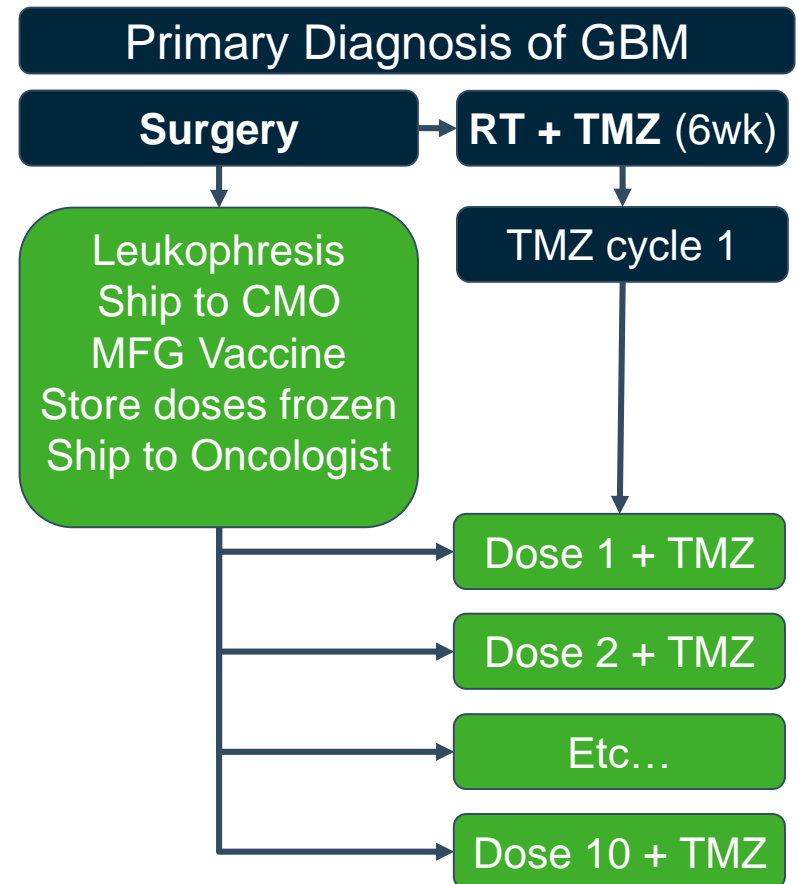 Primary Diagnosis of GBM
Surgery
RT + TMZ (6wk)
Leukophresis
Ship to CMO
MFG Vaccine
Store doses frozen
Ship to Oncologist
TMZ cycle 1
Dose 1 + TMZ
Dose 2 + TMZ
Etc…
Dose 10 + TMZ